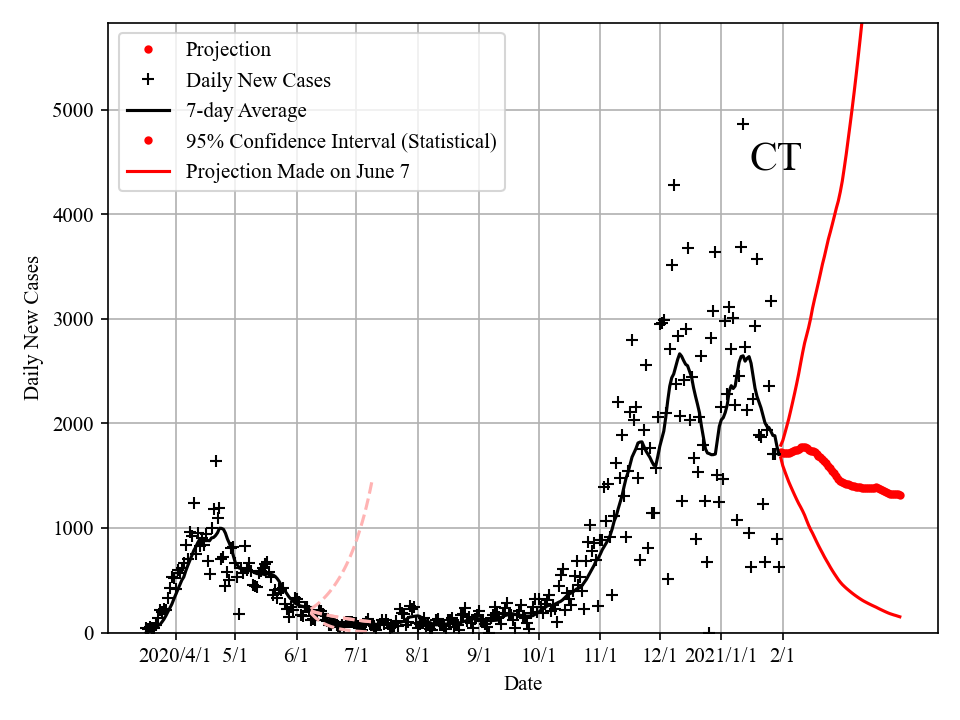 Projection
Daily New Cases
7-day Average
95% Confidence Interval (Statistical)
Projection Made on June 7
CT
Daily New Cases
5000
4000
3000
2000
1000
0
2020/4/1 5/1 6/1 7/1 8/1 9/1 10/1 11/1 12/1 2021/1/1 2/1
Date